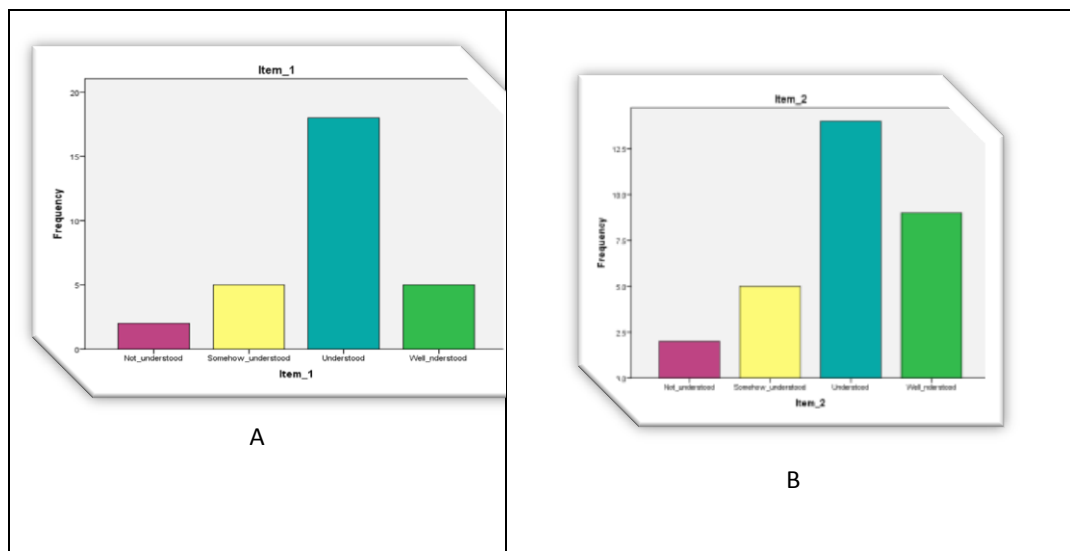 Item_1
20
15
10
5
0
Frequency
Not_understood Somehow_understood Understood Well_nderstood
Item_1
A
Item_2
12.5
10.0
7.5
5.0
2.5
Frequency
Not_understood Somehow_understood Understood Well_nderstood
Item_2
B